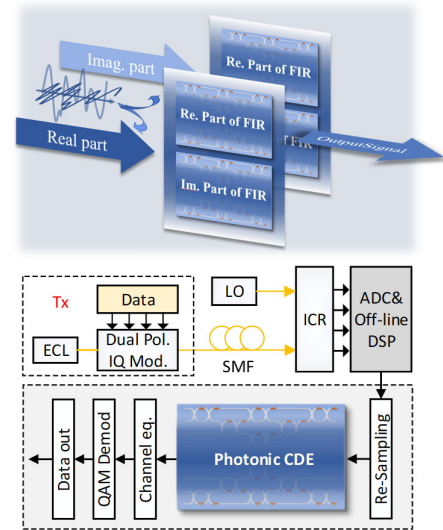 Imag. part
Re. Part of FIR
Re. Part of FIR
Real part
Im. Part of FIR
of FIR
OutputSignal
Tx
Data
ECL
Dual Pol.
IQ Mod.
SMF
LO
ICR
ADC&
Off-line
DSP
Data out
QAM Demod
Channel eq.
Photonic CDE
Re-Sampling